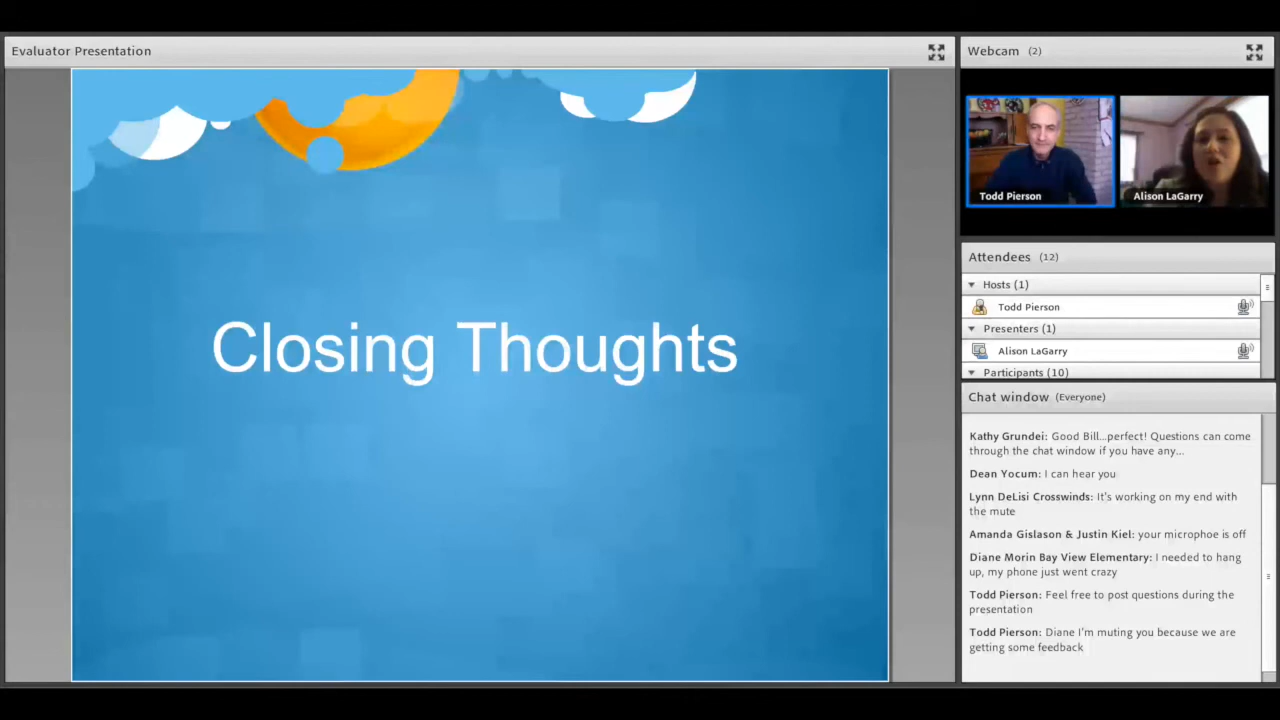 Evaluator Presentation
Closing Thoughts
Webcam (2)
Todd Pierson
Alison LaGarry
Attendees (12)
Hosts (1)
Todd Pierson
Presenters (1)
Alison LaGarry
Participants (10)
Chat window (Everyone)
Kathy Grundei: Good Bill...perfect! Questions can come
through the chat window if you have any...
Dean Yocum: I can hear you
Lynn DeLisi Crosswinds: It's working on my end with
the mute
Amanda Gislason & Justin Kiel: your microphoe is off
Diane Morin Bay View Elementary: I needed to hang
up, my phone just went crazy
Todd Pierson: Feel free to post questions during the
presentation
Todd Pierson: Diane I'm muting you because we are
getting some feedback